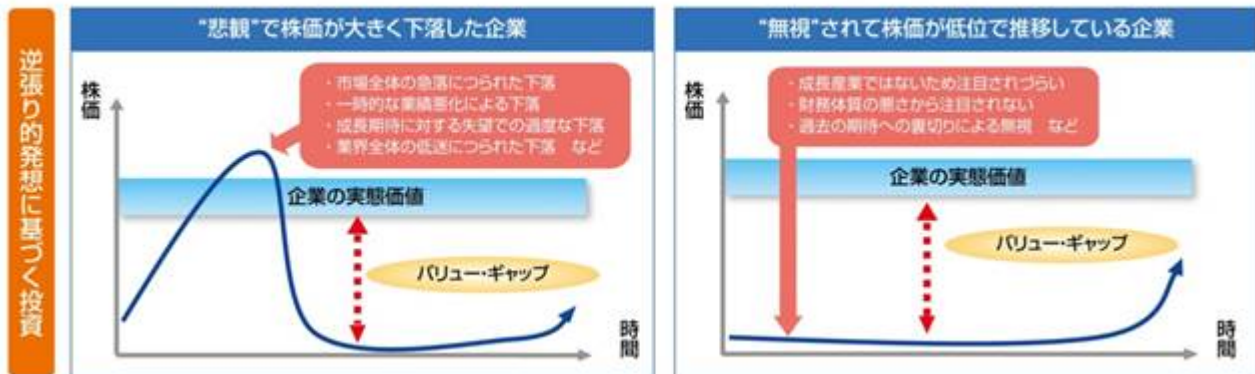 逆張り的発想に基づく投資
“悲観”で株価が大きく下落した企業
株価
・市場全体の急落につられた下落
・一時的な業績悪化による下落
・成長期待に対する失望での過度な下落
・業界全体の低迷につられた下落 など
企業の実態価値
バリュー・ギャップ
時間
“無視”されて株価が低位で推移している企業
株価
・成長産業ではないため注目されづらい
・財務体質の悪さから注目されない
・過去の期待への裏切りによる無視 など
企業の実態価値
バリュー・ギャップ
時間